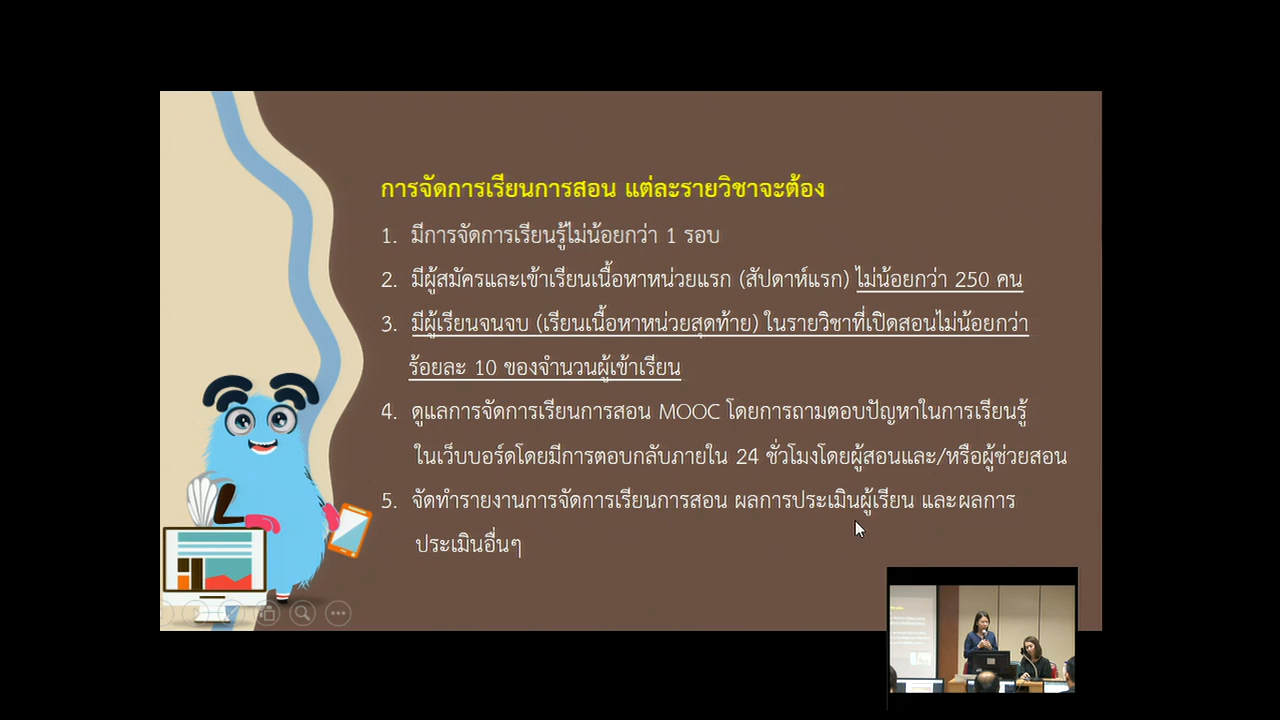 การจัดการเรียนการสอน แต่ละรายวิชาจะต้อง
1. มีการจัดการเรียนรู้ไม่น้อยกว่า 1 รอบ
2. มีผู้สมัครและเข้าเรียนเนื้อหาหน่วยแรก (สัปดาห์แรก) ไม่น้อยกว่า 250 คน
3. มีผู้เรียนจนจบ (เรียนเนื้อหาหน่วยสุดท้าย) ในรายวิชาที่เปิดสอนไม่น้อยกว่า
ร้อยละ 10 ของจำนวนผู้เข้าเรียน
4. ดูแลการจัดการเรียนการสอน MOOC โดยการถามตอบปัญหาในการเรียนรู้
ในเว็บบอร์ดโดยมีการตอบกลับภายใน 24 ชั่วโมงโดยผู้สอนและ/หรือผู้ช่วยสอน
5. จัดทำรายงานการจัดการเรียนการสอน ผลการประเมินผู้เรียน และผลการ
ประเมินอื่นๆ